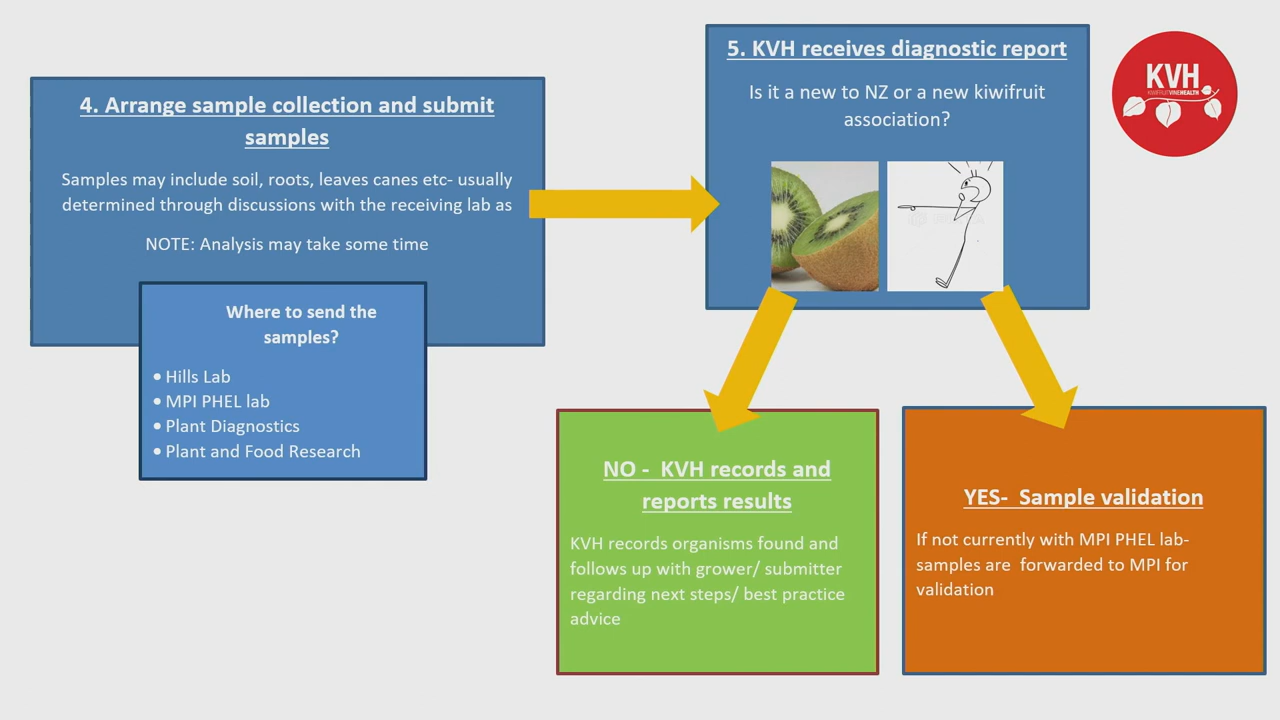 4. Arrange sample collection and submit
samples
Samples may include soil, roots, leaves canes etc- usually
determined through discussions with the receiving lab as
NOTE: Analysis may take some time
Where to send the
samples?
• Hills Lab
• MPI PHEL lab
• Plant Diagnostics
• Plant and Food Research
5. KVH receives diagnostic report
Is it a new to NZ or a new kiwifruit
association?
KVH
KIWIFRUIT VINE HEALTH
NO - KVH records and
reports results
KVH records organisms found and
follows up with grower/ submitter
regarding next steps/ best practice
advice
YES- Sample validation
If not currently with MPI PHEL lab-
samples are forwarded to MPI for
validation